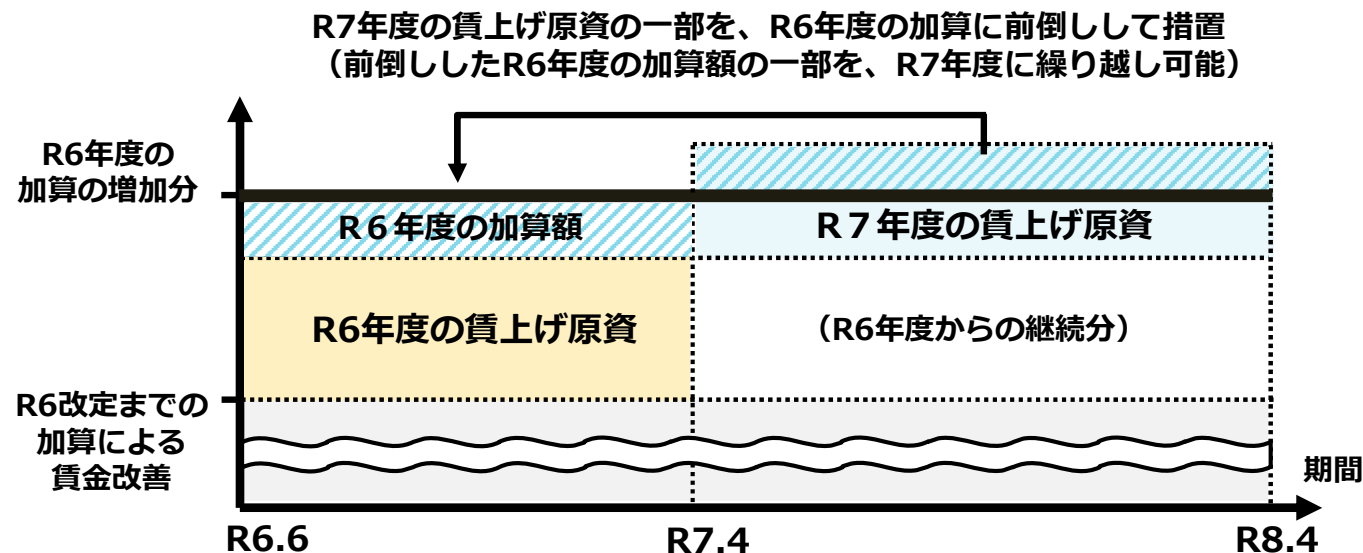 R7年度の賃上げ原資の一部を、R6年度の加算に前倒しして措置
（前倒ししたR6年度の加算額の一部を、R7年度に繰り越し可能）
R6年度の
加算の増加分
R６年度の加算額
R７年度の賃上げ原資
R6年度の賃上げ原資
（R6年度からの継続分）
R6改定までの
加算による
賃金改善
期間
R6.6
R7.4
R8.4